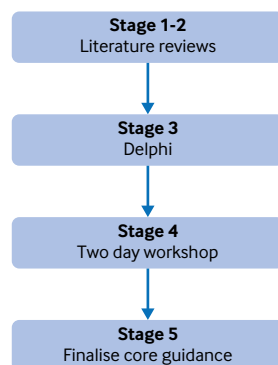 Stage 1-2
Literature reviews
Stage 3
Delphi
Stage 4
Two day workshop
Stage 5
Finalise core guidance